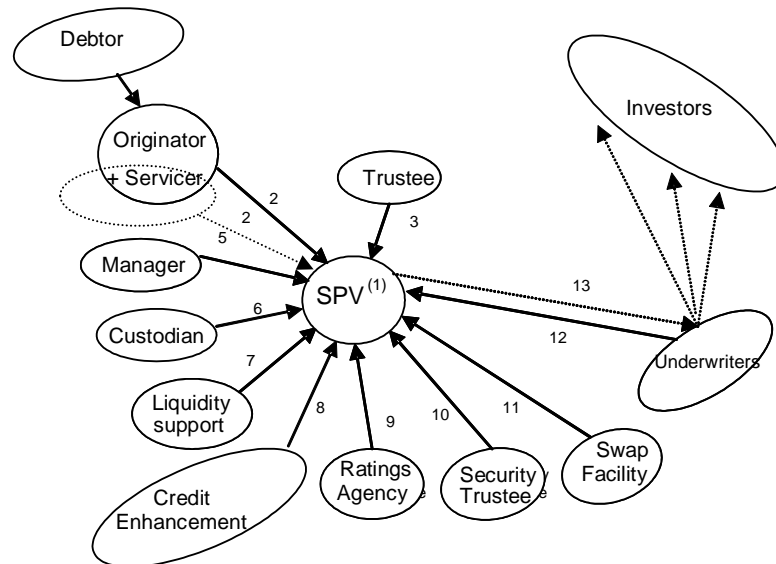 Debtor
Originator
+ Servicer
2
2
5
Trustee
3
Investors
Manager
SPV (1)
13
12
6
Custodian
Underwriters
7
Liquidity
support
8
9
10
11
Swap
Facility
Ratings
Agency
Security
Trustee
Credit
Enhancement